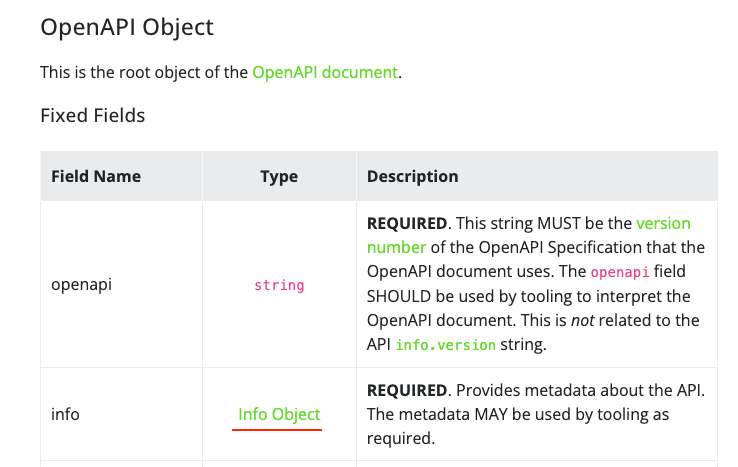 OpenAPI Object
This is the root object of the OpenAPI document.
Fixed Fields
Field Name Type Description
openapi
string
REQUIRED. This string MUST be the version
number of the OpenAPI Specification that the
OpenAPI document uses. The openapi field
SHOULD be used by tooling to interpret the
OpenAPI document. This is not related to the
API info.version string.
info
Info Object
REQUIRED. Provides metadata about the API.
The metadata MAY be used by tooling as
required.